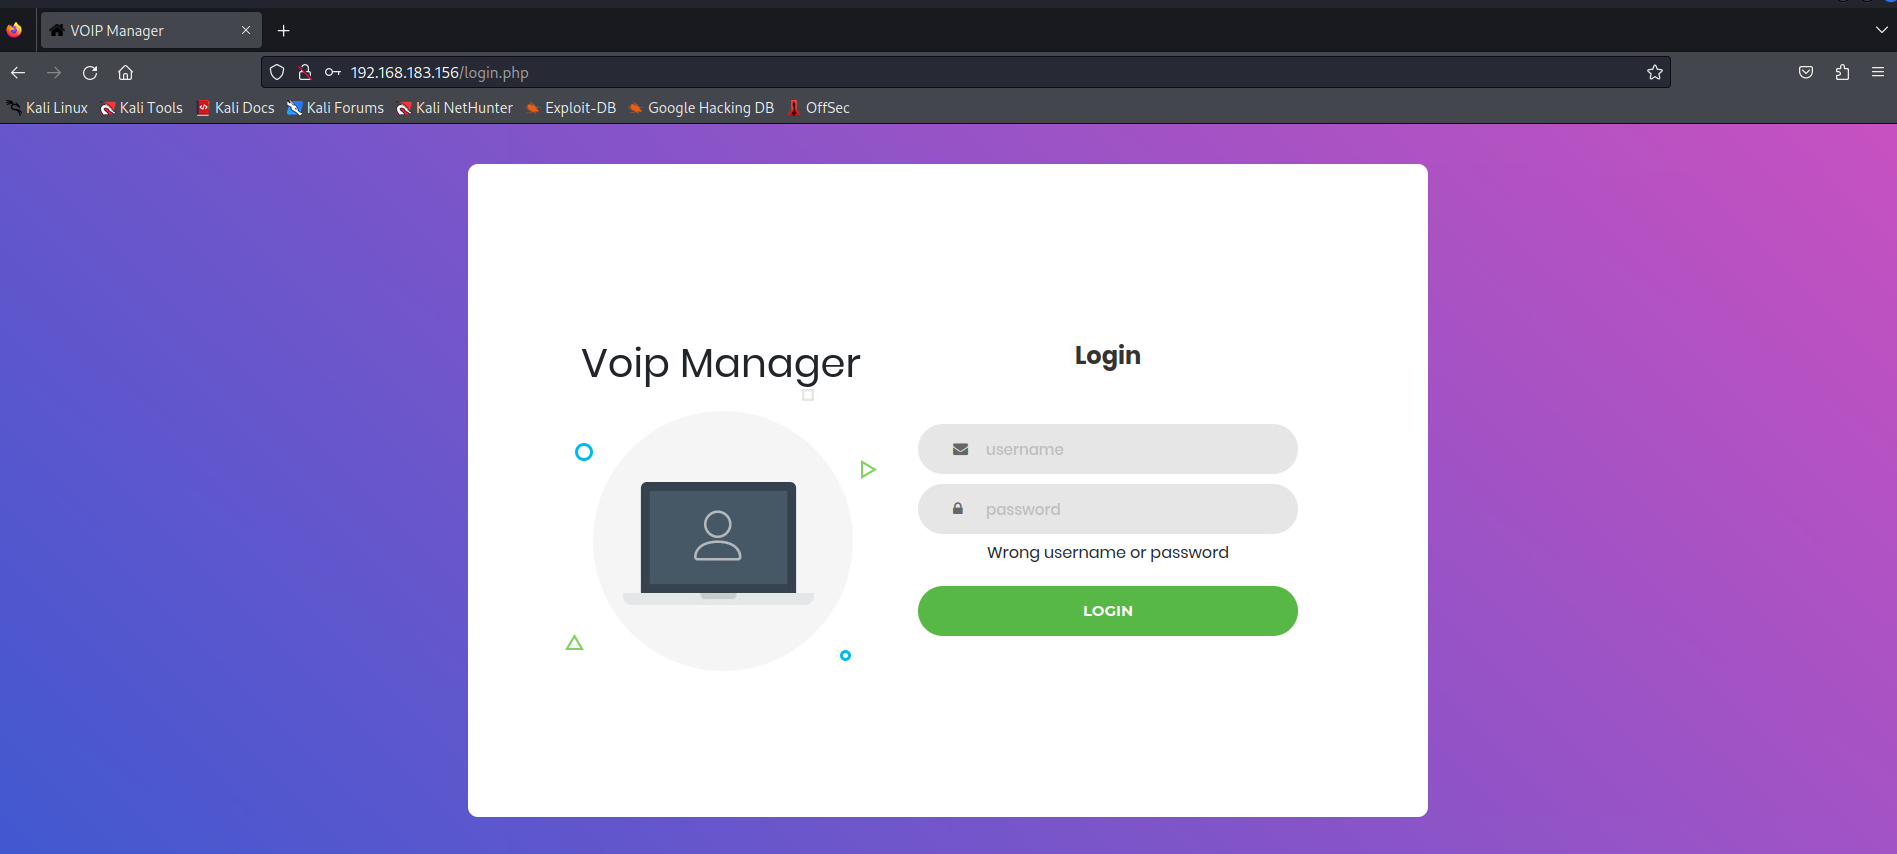 VOIP Manager
192.168.183.156/login.php
Kali Linux Kali Tools Kali Docs Kali Forums Kali NetHunter Exploit-DB Google Hacking DB OffSec
Voip Manager
Login
username
password
Wrong username or password
LOGIN